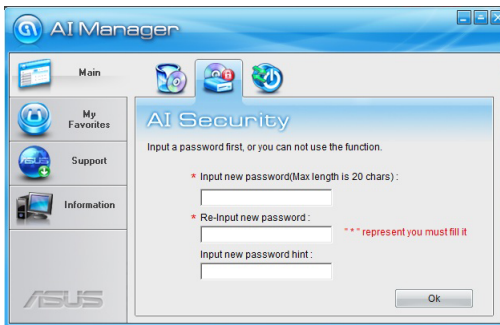 AI Manager
Main
My
Favorites
Support
Information
ASUS
AI Security
Input a password first, or you can not use the function.
* Input new password(Max length is 20 chars) :
* Re-Input new password :
" * " represent you must fill it
Input new password hint :
Ok